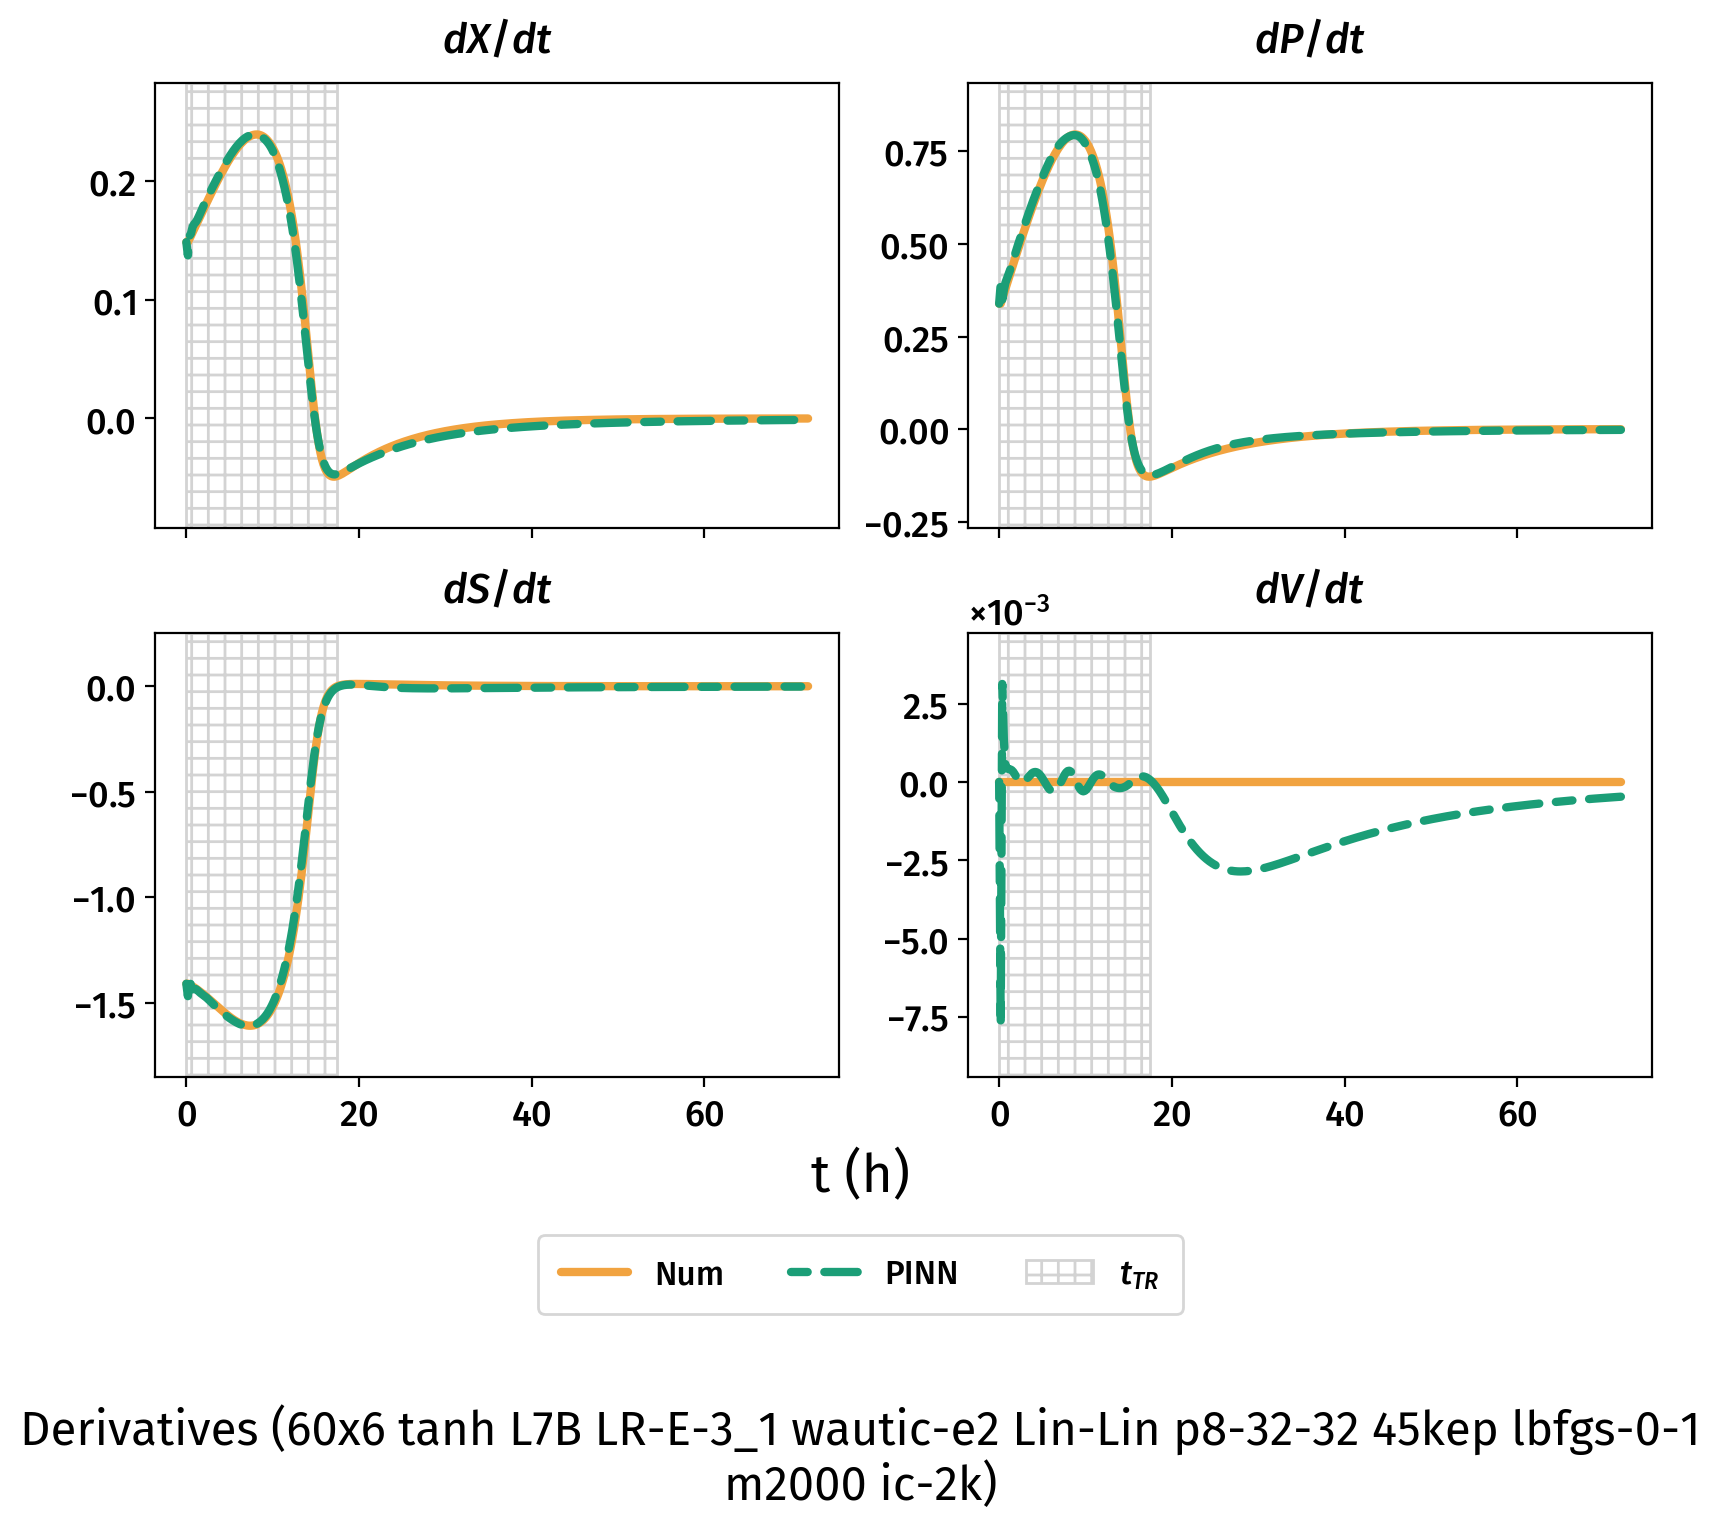 dX/dt
dP/dt
0.2
0.1
0.0
0.75
0.50
0.25
0.00
−0.25
dS/dt
dV/dt
×10⁻³
0.0
−0.5
−1.0
−1.5
2.5
0.0
−2.5
−5.0
−7.5
0 20 40 60
0 20 40 60
t (h)
Num PINN t_TR
Derivatives (60x6 tanh L7B LR-E-3_1 wautic-e2 Lin-Lin p8-32-32 45kep lbfgs-0-1
m2000 ic-2k)